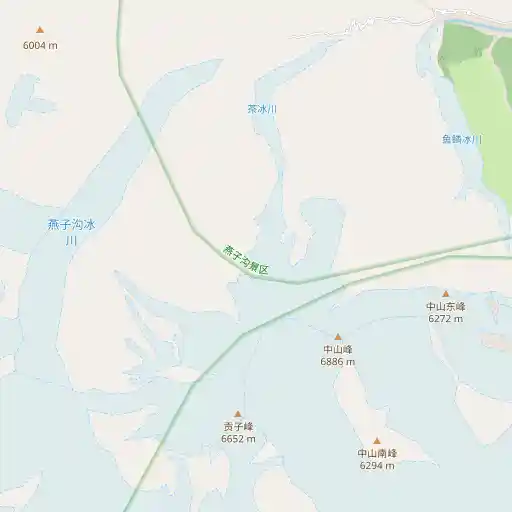 6004 m
茶冰川
鱼鳞冰川
燕子沟冰
川
燕子沟景区
中山东峰
6272 m
中山峰
6886 m
贡子峰
6652 m
中山南峰
6294 m